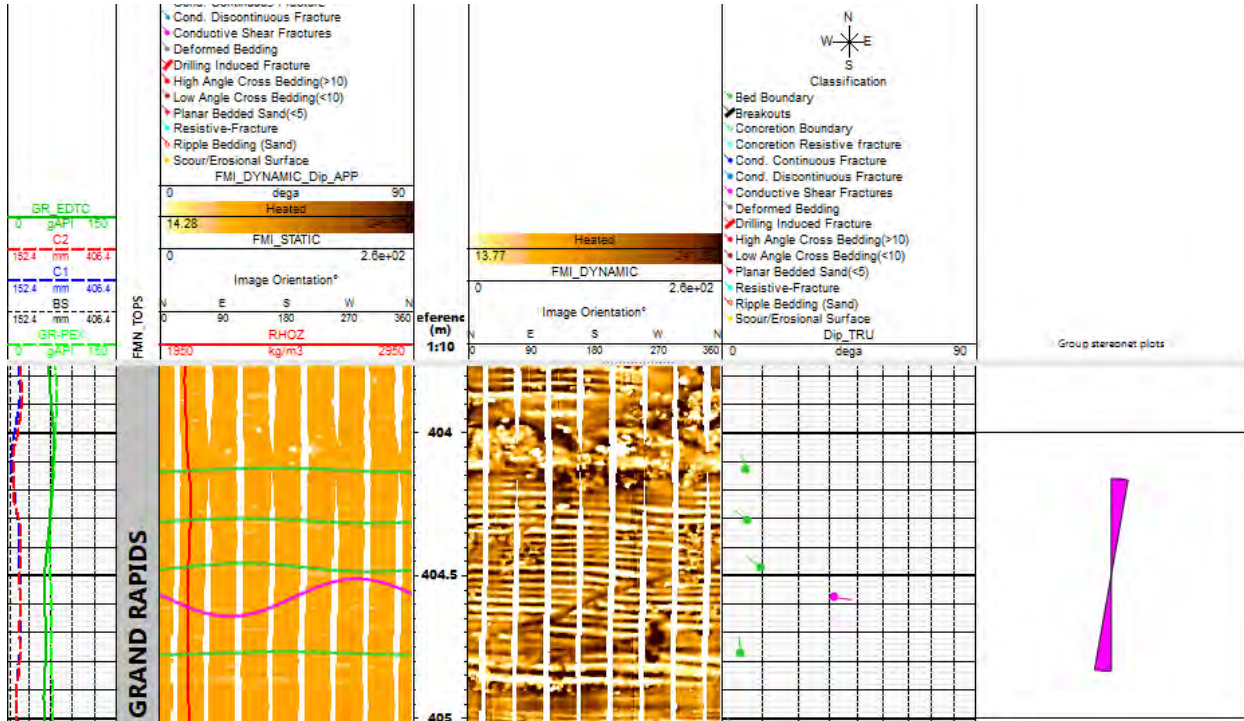 Cond. Discontinuous Fracture
Conductive Shear Fractures
Deformed Bedding
Drilling Induced Fracture
High Angle Cross Bedding(>10)
Low Angle Cross Bedding(<10)
Planar Bedded Sand(<5)
Resistive-Fracture
Ripple Bedding (Sand)
Scour/Erosional Surface
FMI_DYNAMIC_Dip_APP
0 dega 90
Heated
14.28
FMI_STATIC
0 2.6e+02
Image Orientation°
N E S W N
0 90 180 270 360
RHOZ
1950 kg/m3 2950
GR_EDTC
0 gAPI 150
C2
152.4 mm 406.4
C1
152.4 mm 406.4
BS
152.4 mm 406.4
GR-PEX
0 gAPI 150
FMN_TOPS
eferenc
(m)
1:10
Heated
13.77
FMI_DYNAMIC
0 2.6e+02
Image Orientation°
N E S W N
0 90 180 270 360
N
W E
S
Classification
Bed Boundary
Breakouts
Concretion Boundary
Concretion Resistive fracture
Cond. Continuous Fracture
Cond. Discontinuous Fracture
Conductive Shear Fractures
Deformed Bedding
Drilling Induced Fracture
High Angle Cross Bedding(>10)
Low Angle Cross Bedding(<10)
Planar Bedded Sand(<5)
Resistive-Fracture
Ripple Bedding (Sand)
Scour/Erosional Surface
Dip_TRU
0 dega 90
Group stereonet plots
GRAND RAPIDS
404
404.5
405